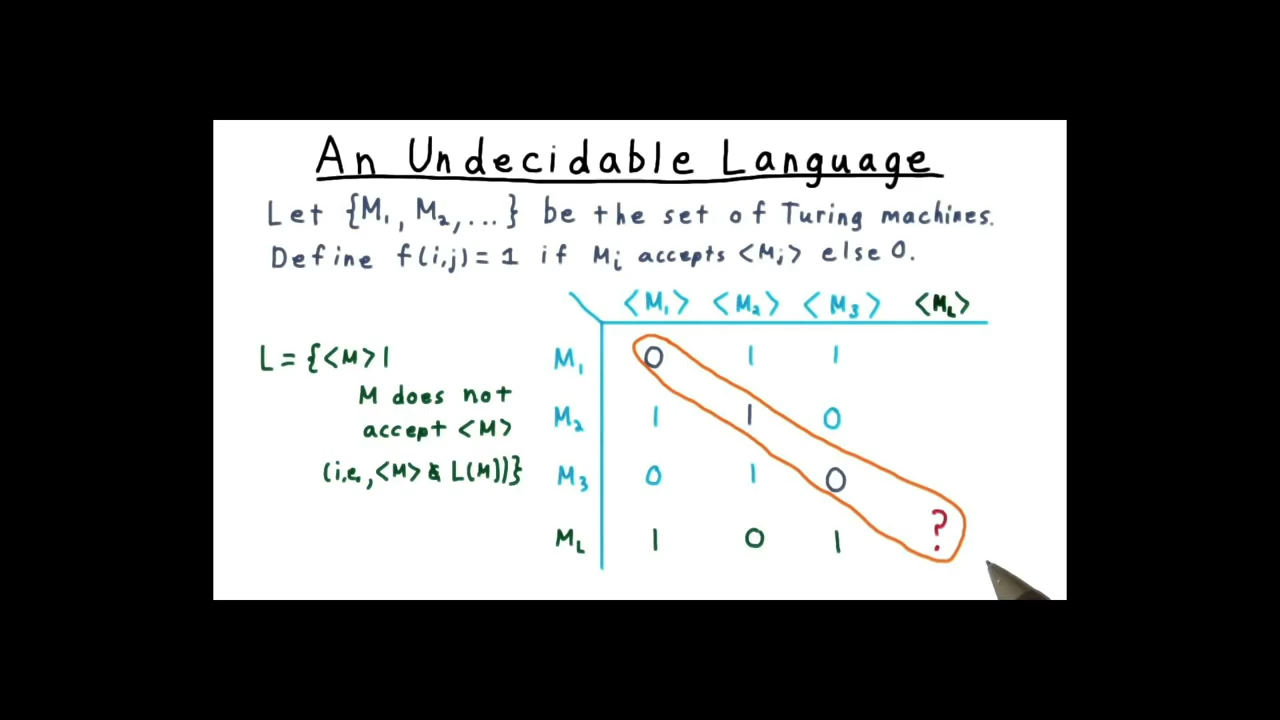 An Undecidable Language
Let {M₁, M₂, ...} be the set of Turing machines.
Define f(i,j) = 1 if Mᵢ accepts <Mⱼ> else 0.
<M₁> <M₂> <M₃> <M_L>
L = {<M> | M₁ 0 1 1
M does not
accept <M> M₂ 1 1 0
(i.e., <M> ∉ L(M))} M₃ 0 1 0
M_L 1 0 1 ?